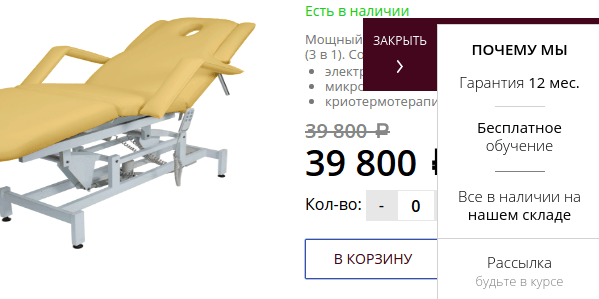 Есть в наличии
Мощный
(3 в 1). Со
электр
микро
криотермотерапи
39 800 ₽
39 800
Кол-во: - 0
В КОРЗИНУ
ЗАКРЫТЬ
ПОЧЕМУ МЫ
Гарантия 12 мес.
Бесплатное
обучение
Все в наличии на
нашем складе
Рассылка
будьте в курсе